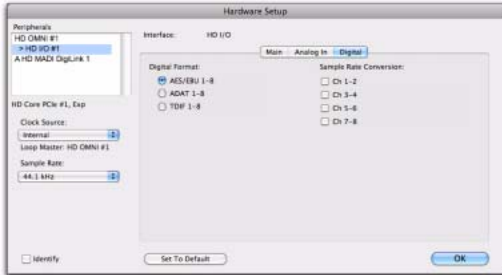 Hardware Setup
Peripherals
HD OMNI #1
> HD I/O #1
A HD MADI DigiLink 1
HD Core PCIe #1, Exp
Clock Source:
Internal
Loop Master: HD OMNI #1
Sample Rate:
44.1 kHz
Identify
Interface: HD I/O
Main Analog In Digital
Digital Format:
AES/EBU 1-8
ADAT 1-8
TDIF 1-8
Sample Rate Conversion:
Ch 1-2
Ch 3-4
Ch 5-6
Ch 7-8
Set To Default
OK